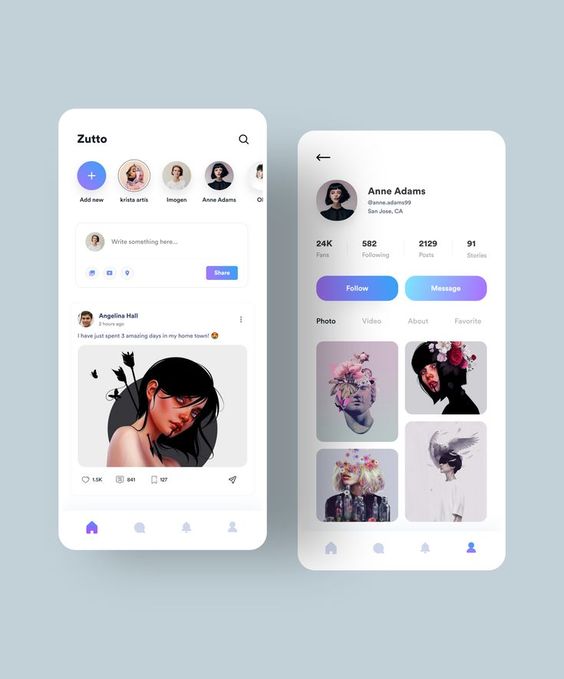 Zutto
Add new
krista artis
Imogen
Anne Adams
Write something here...
Share
Angelina Hall
2 hours ago
I have just spent 3 amazing days in my home town! 🤩
1.5K
841
127
Anne Adams
@anne.adams99
San Jose, CA
24K
582
2129
91
Fans
Following
Posts
Stories
Follow
Message
Photo
Video
About
Favorite